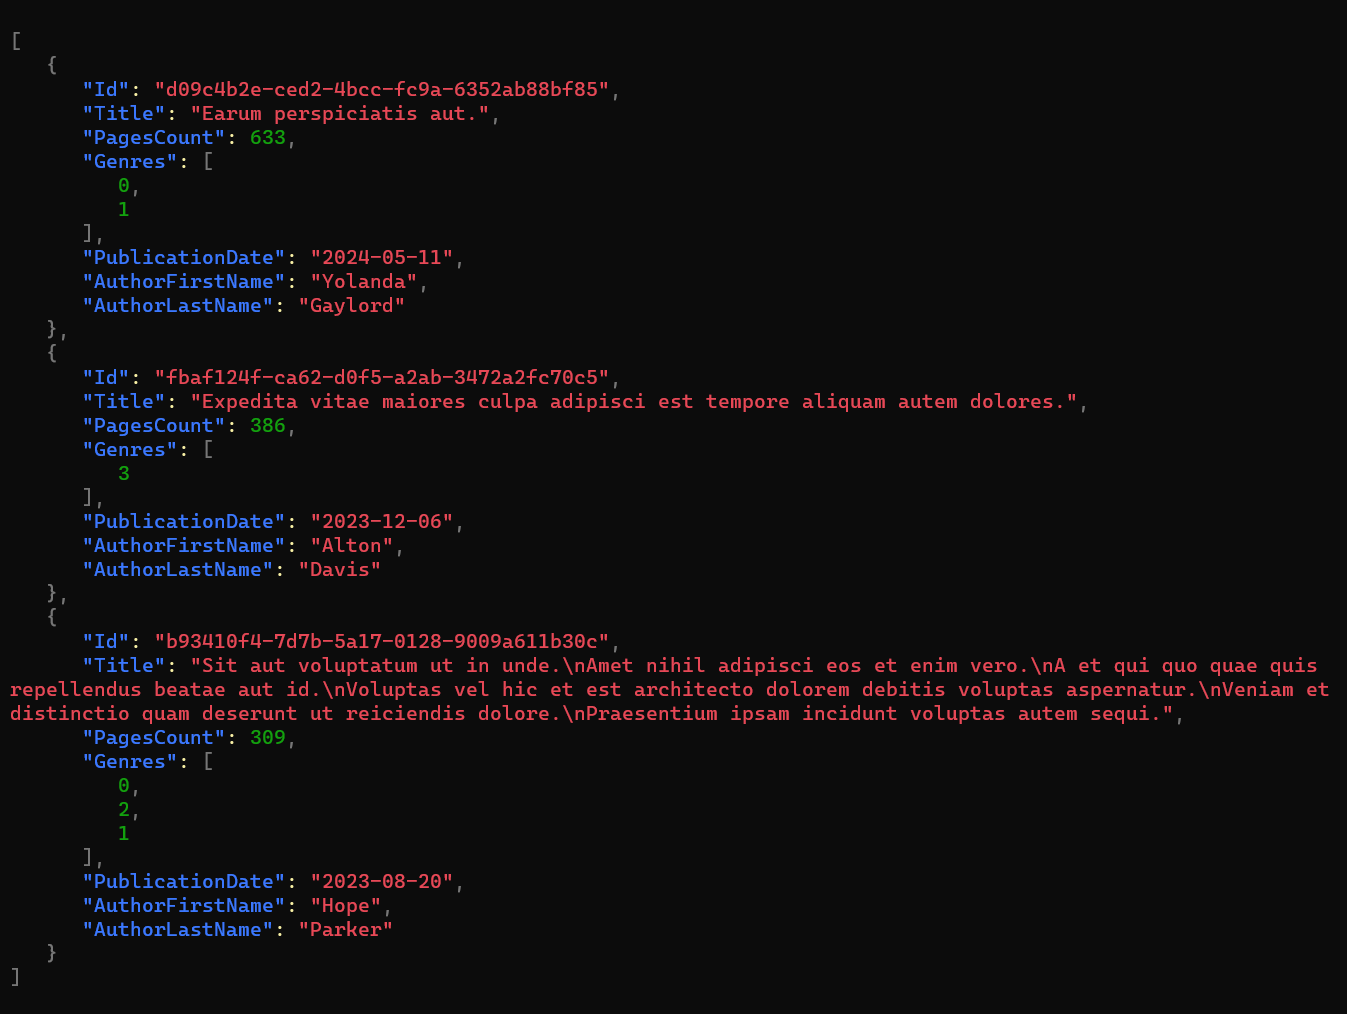 [
   {
      "Id": "d09c4b2e-ced2-4bcc-fc9a-6352ab88bf85",
      "Title": "Earum perspiciatis aut.",
      "PagesCount": 633,
      "Genres": [
         0,
         1
      ],
      "PublicationDate": "2024-05-11",
      "AuthorFirstName": "Yolanda",
      "AuthorLastName": "Gaylord"
   },
   {
      "Id": "fbaf124f-ca62-d0f5-a2ab-3472a2fc70c5",
      "Title": "Expedita vitae maiores culpa adipisci est tempore aliquam autem dolores.",
      "PagesCount": 386,
      "Genres": [
         3
      ],
      "PublicationDate": "2023-12-06",
      "AuthorFirstName": "Alton",
      "AuthorLastName": "Davis"
   },
   {
      "Id": "b93410f4-7d7b-5a17-0128-9009a611b30c",
      "Title": "Sit aut voluptatum ut in unde.\nAmet nihil adipisci eos et enim vero.\nA et qui quo quae quis
repellendus beatae aut id.\nVoluptas vel hic et est architecto dolorem debitis voluptas aspernatur.\nVeniam et
distinctio quam deserunt ut reiciendis dolore.\nPraesentium ipsam incidunt voluptas autem sequi.",
      "PagesCount": 309,
      "Genres": [
         0,
         2,
         1
      ],
      "PublicationDate": "2023-08-20",
      "AuthorFirstName": "Hope",
      "AuthorLastName": "Parker"
   }
]